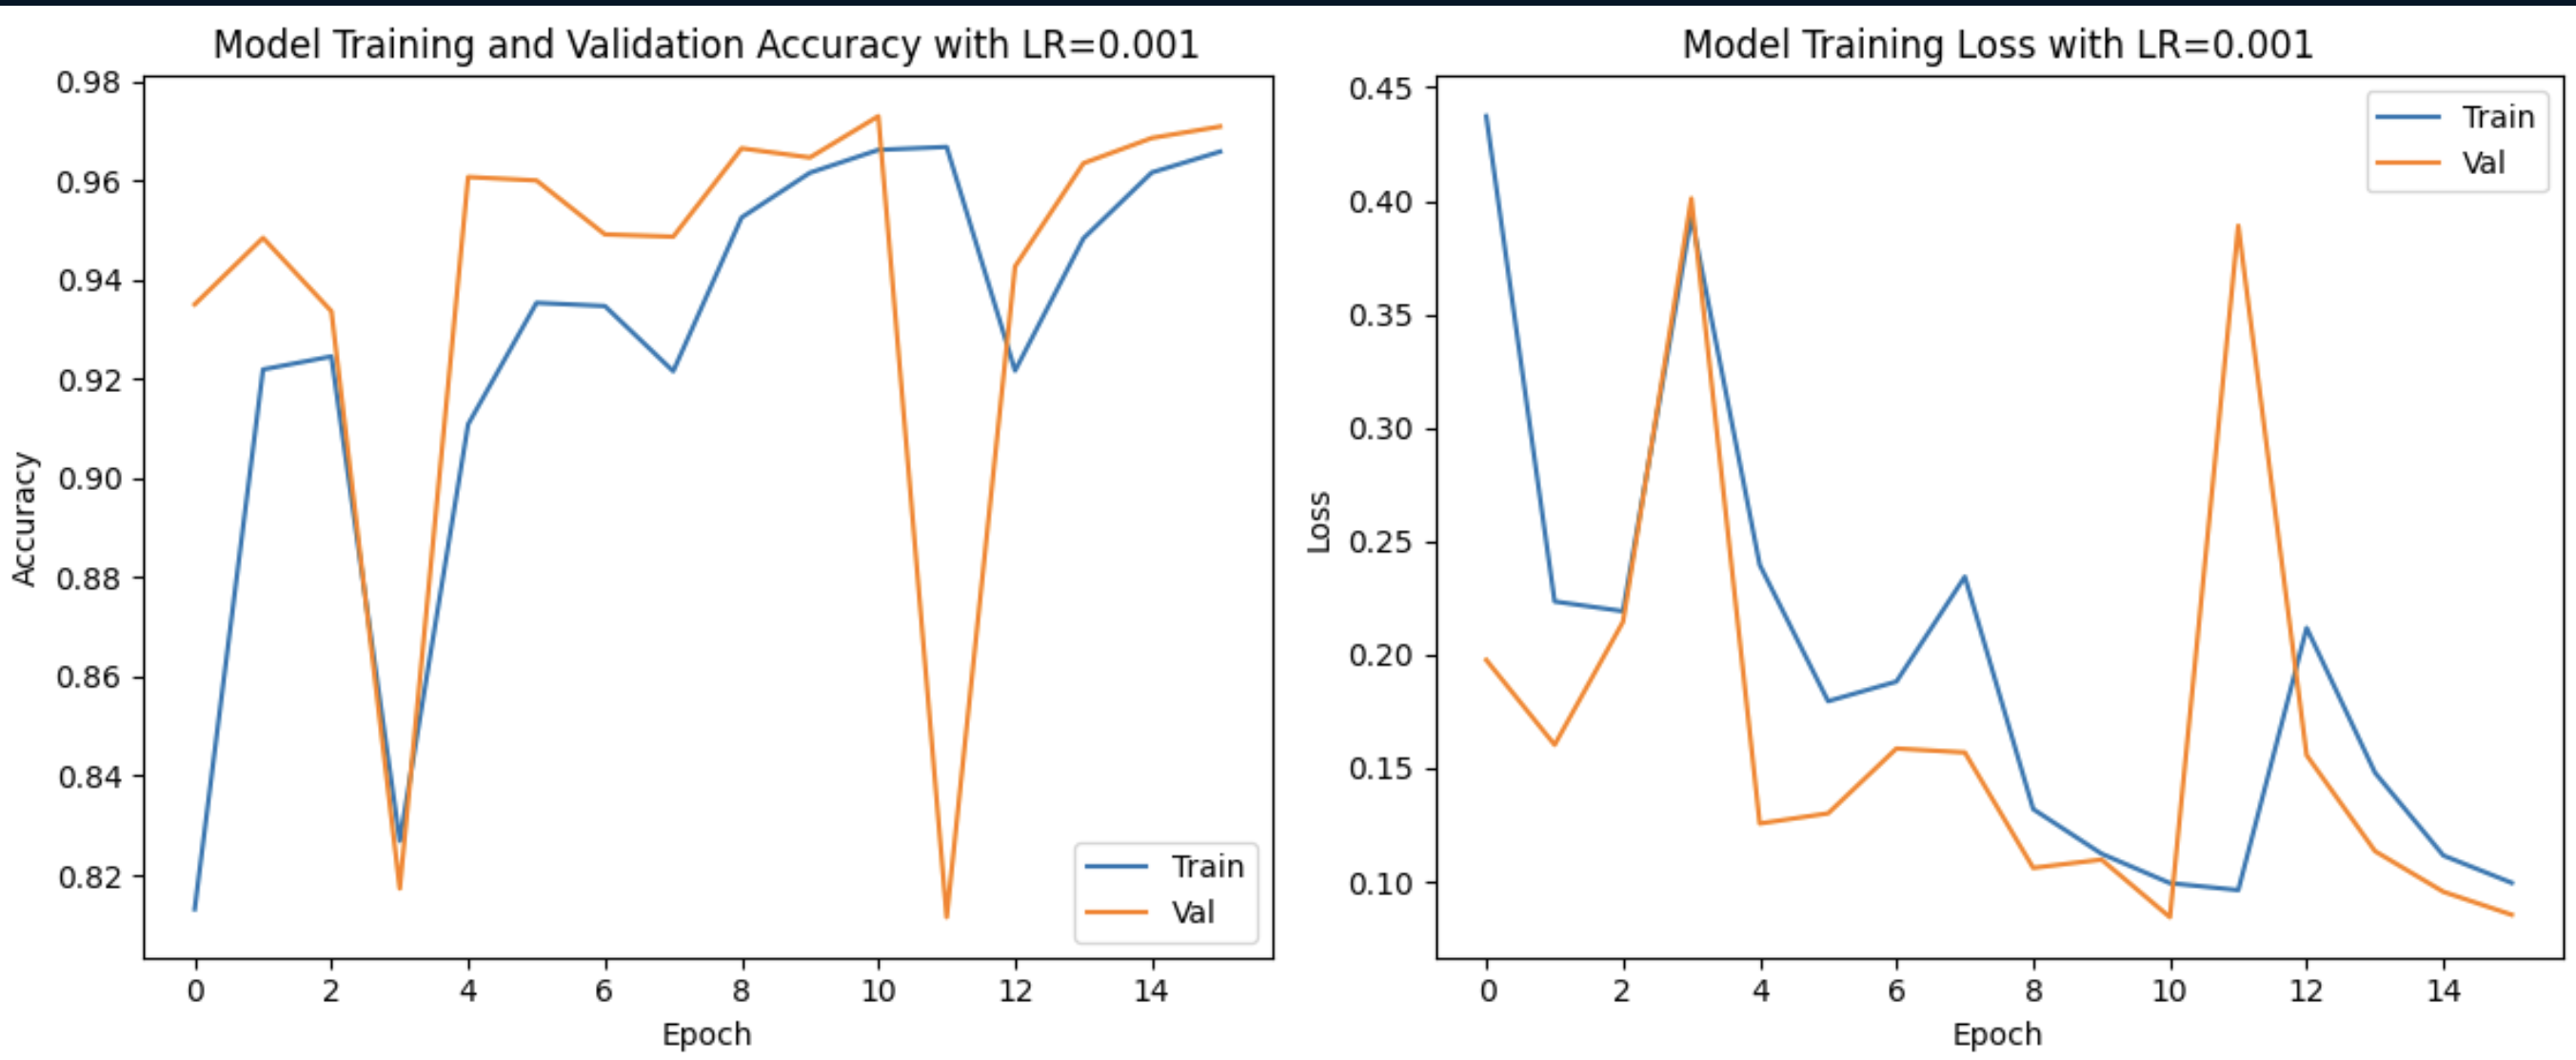 Model Training and Validation Accuracy with LR=0.001
0.98
0.96
0.94
0.92
0.90
0.88
0.86
0.84
0.82
Accuracy
Train
Val
0 2 4 6 8 10 12 14
Epoch
Model Training Loss with LR=0.001
0.45
0.40
0.35
0.30
0.25
0.20
0.15
0.10
Loss
Train
Val
0 2 4 6 8 10 12 14
Epoch